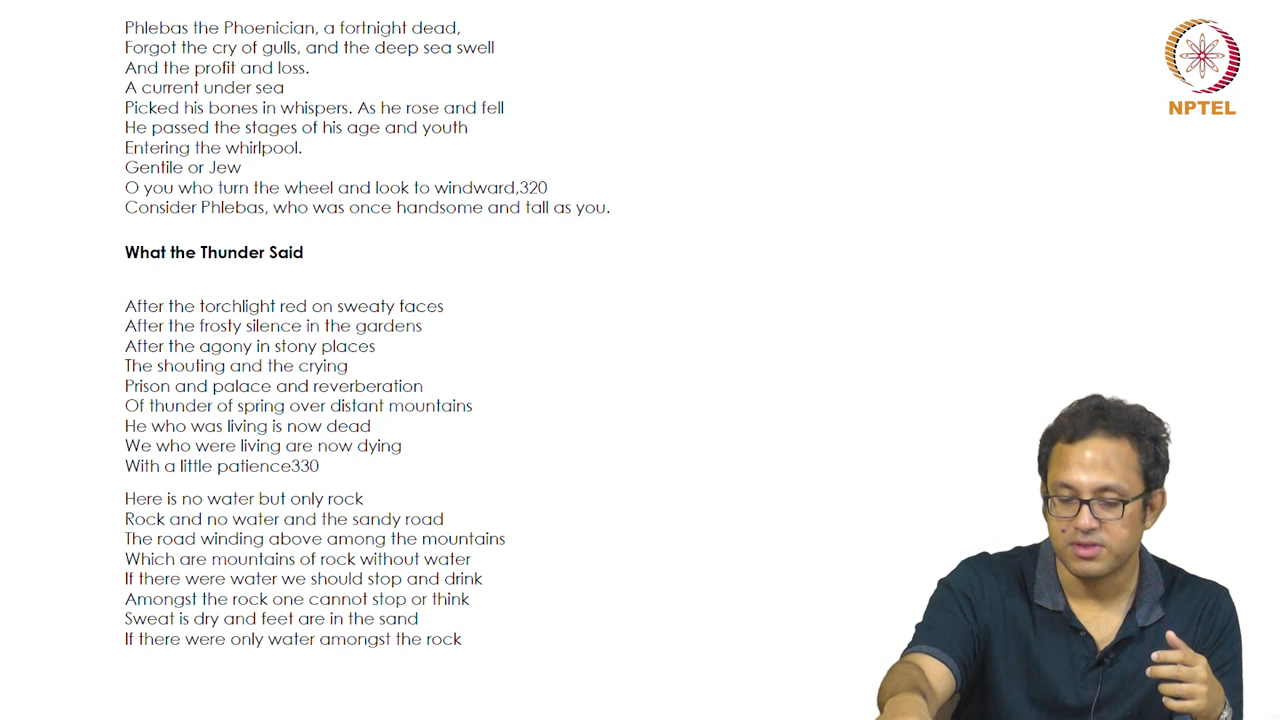 Phlebas the Phoenician, a fortnight dead,
Forgot the cry of gulls, and the deep sea swell
And the profit and loss.
A current under sea
Picked his bones in whispers. As he rose and fell
He passed the stages of his age and youth
Entering the whirlpool.
Gentile or Jew
O you who turn the wheel and look to windward,320
Consider Phlebas, who was once handsome and tall as you.
What the Thunder Said
After the torchlight red on sweaty faces
After the frosty silence in the gardens
After the agony in stony places
The shouting and the crying
Prison and palace and reverberation
Of thunder of spring over distant mountains
He who was living is now dead
We who were living are now dying
With a little patience330
Here is no water but only rock
Rock and no water and the sandy road
The road winding above among the mountains
Which are mountains of rock without water
If there were water we should stop and drink
Amongst the rock one cannot stop or think
Sweat is dry and feet are in the sand
If there were only water amongst the rock
NPTEL